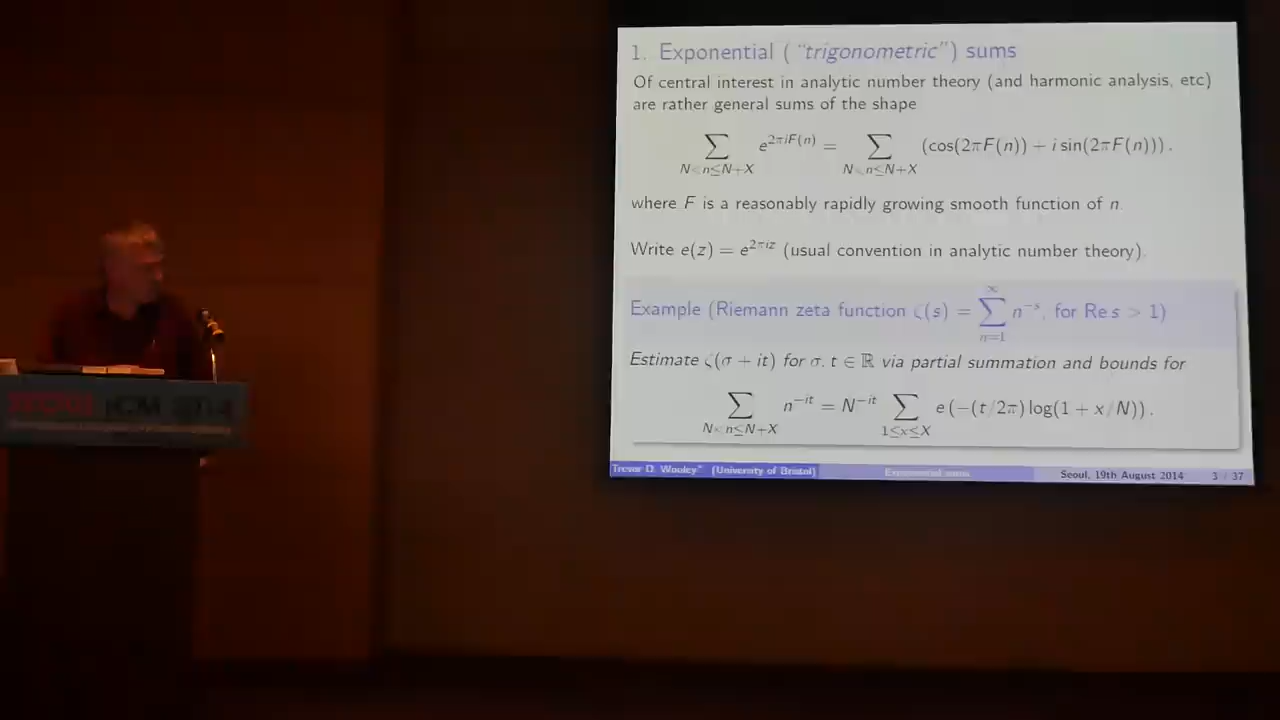 1. Exponential ( “trigonometric”) sums
Of central interest in analytic number theory (and harmonic analysis, etc)
are rather general sums of the shape
∑_{N<n≤N+X} e^{2πiF(n)} = ∑_{N<n≤N+X} (cos(2πF(n)) + i sin(2πF(n))) .
where F is a reasonably rapidly growing smooth function of n.
Write e(z) = e^{2πiz} (usual convention in analytic number theory).
Example (Riemann zeta function ζ(s) = ∑_{n=1}^{∞} n^{−s}, for Re s > 1)
Estimate ζ(σ + it) for σ, t ∈ ℝ via partial summation and bounds for
∑_{N<n≤N+X} n^{−it} = N^{−it} ∑_{1≤x≤X} e (−(t/2π) log(1 + x/N)) .
Trevor D. Wooley (University of Bristol) Exponential sums Seoul, 19th August 2014 3 / 37
SEOUL ICM 2014